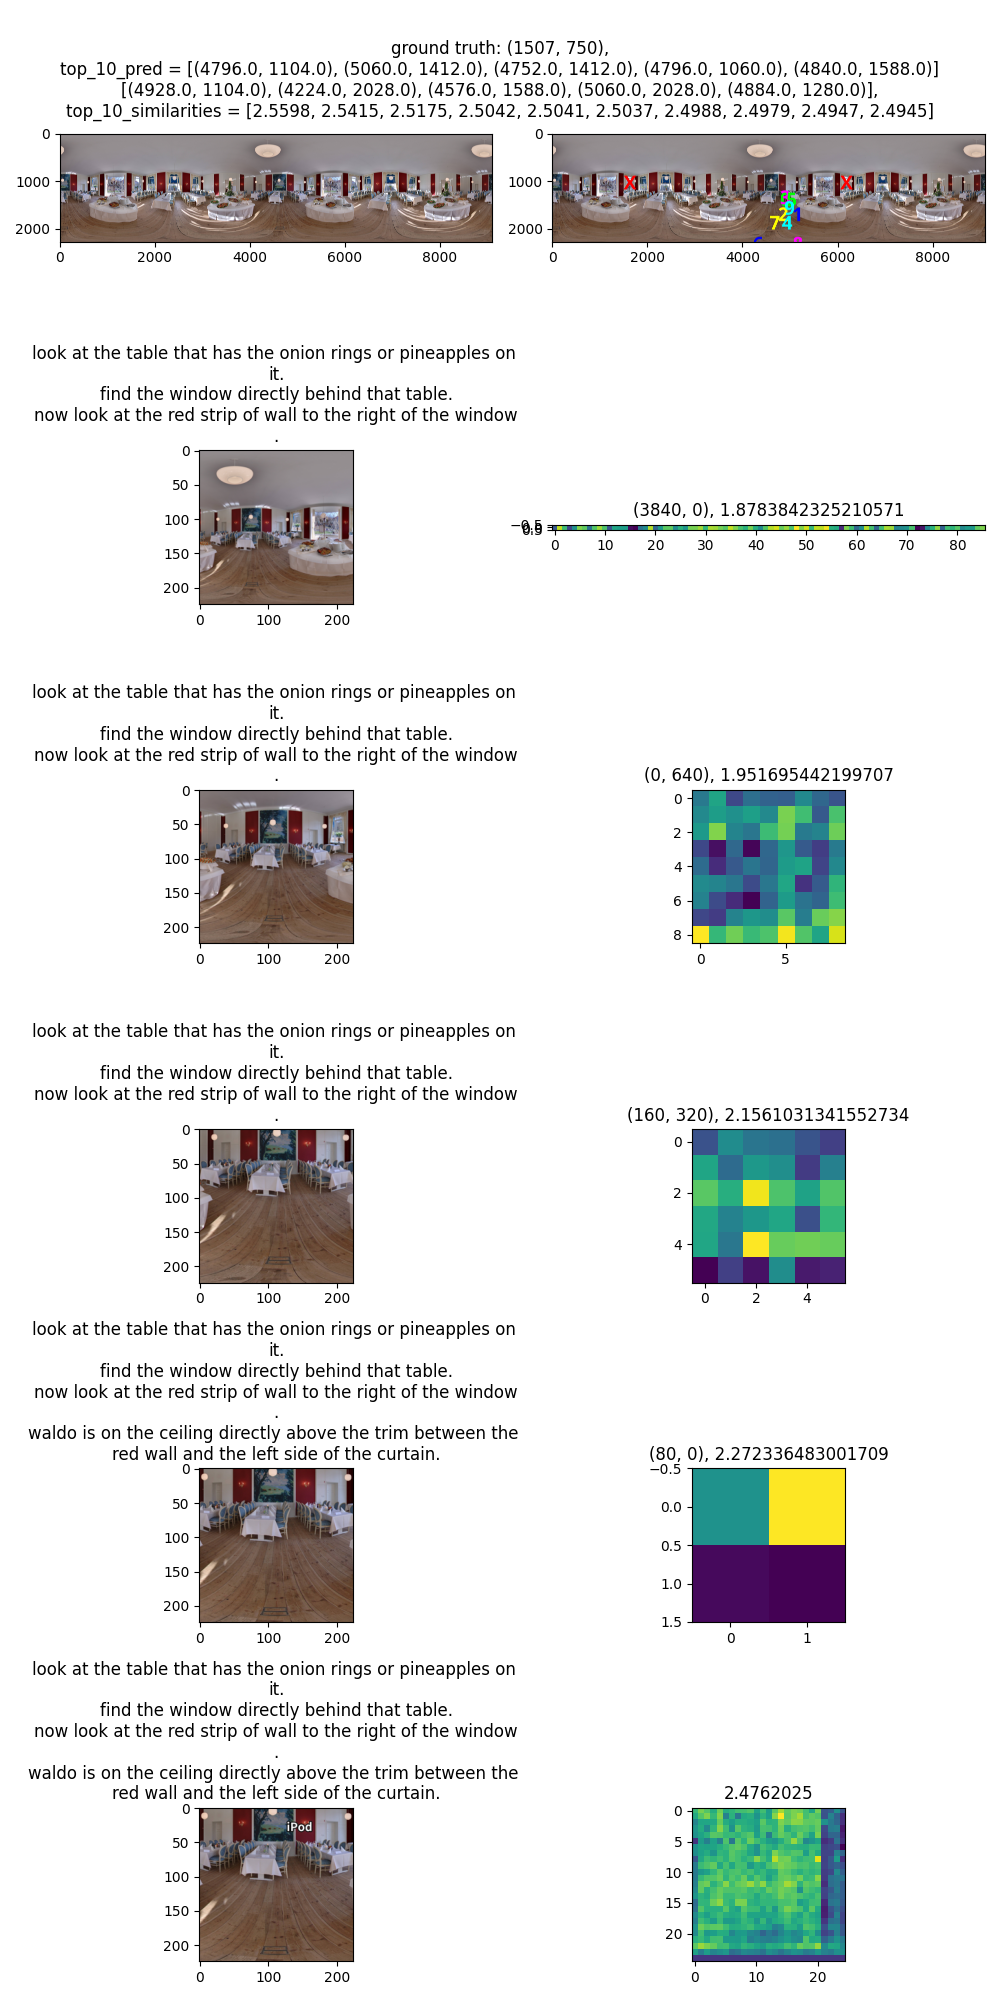 ground truth: (1507, 750),
top_10_pred = [(4796.0, 1104.0), (5060.0, 1412.0), (4752.0, 1412.0), (4796.0, 1060.0), (4840.0, 1588.0)]
[(4928.0, 1104.0), (4224.0, 2028.0), (4576.0, 1588.0), (5060.0, 2028.0), (4884.0, 1280.0)],
top_10_similarities = [2.5598, 2.5415, 2.5175, 2.5042, 2.5041, 2.5037, 2.4988, 2.4979, 2.4947, 2.4945]
0
1000
2000
0 2000 4000 6000 8000
0
1000
2000
X X
9
1
2
7 4
0 2000 4000 6000 8000
look at the table that has the onion rings or pineapples on
it.
find the window directly behind that table.
now look at the red strip of wall to the right of the window
.
0
50
100
150
200
0 100 200
(3840, 0), 1.8783842325210571
−0.5
0 10 20 30 40 50 60 70 80
look at the table that has the onion rings or pineapples on
it.
find the window directly behind that table.
now look at the red strip of wall to the right of the window
.
0
50
100
150
200
0 100 200
(0, 640), 1.951695442199707
0
2
4
6
8
0 5
look at the table that has the onion rings or pineapples on
it.
find the window directly behind that table.
now look at the red strip of wall to the right of the window
.
0
50
100
150
200
0 100 200
(160, 320), 2.1561031341552734
0
2
4
0 2 4
look at the table that has the onion rings or pineapples on
it.
find the window directly behind that table.
now look at the red strip of wall to the right of the window
.
waldo is on the ceiling directly above the trim between the
red wall and the left side of the curtain.
0
50
100
150
200
0 100 200
(80, 0), 2.272336483001709
−0.5
0.0
0.5
1.0
1.5
0 1
look at the table that has the onion rings or pineapples on
it.
find the window directly behind that table.
now look at the red strip of wall to the right of the window
.
waldo is on the ceiling directly above the trim between the
red wall and the left side of the curtain.
0
50
100
150
200
iPod
0 100 200
2.4762025
0
5
10
15
20
0 10 20